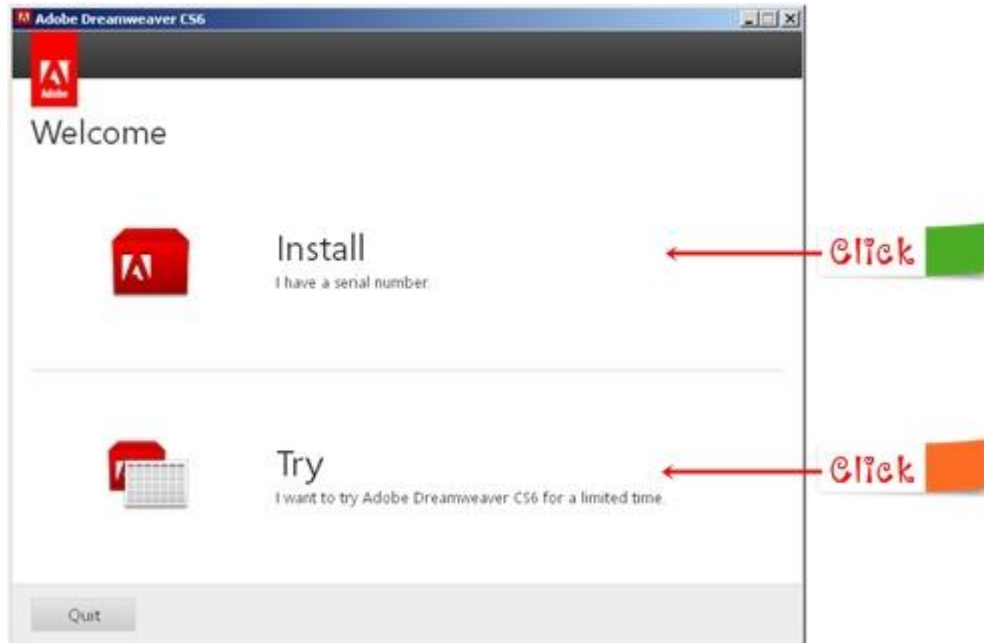 Adobe Dreamweaver CS6
Adobe
Welcome
Install
I have a serial number.
Click
Try
I want to try Adobe Dreamweaver CS6 for a limited time.
Click
Quit